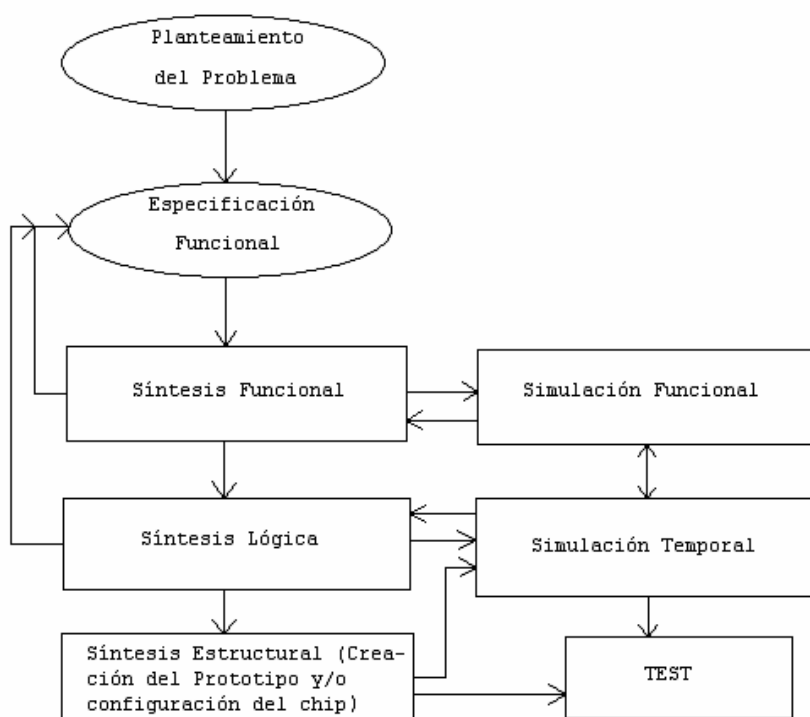 Planteamiento
del Problema
Especificación
Funcional
Síntesis Funcional
Simulación Funcional
Síntesis Lógica
Simulación Temporal
Síntesis Estructural (Crea-
ción del Prototipo y/o
configuración del chip)
TEST